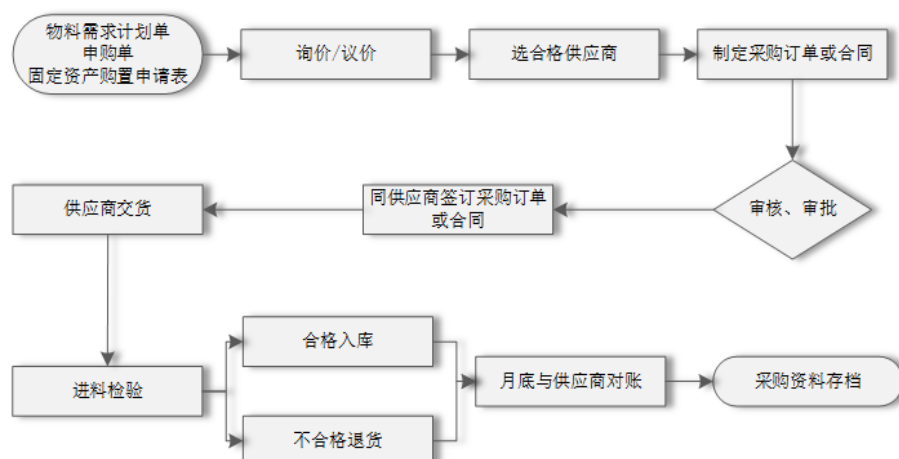 物料需求计划单
申购单
固定资产购置申请表
询价/议价
选合格供应商
制定采购订单或合同
审核、审批
同供应商签订采购订单
或合同
供应商交货
进料检验
合格入库
不合格退货
月底与供应商对账
采购资料存档